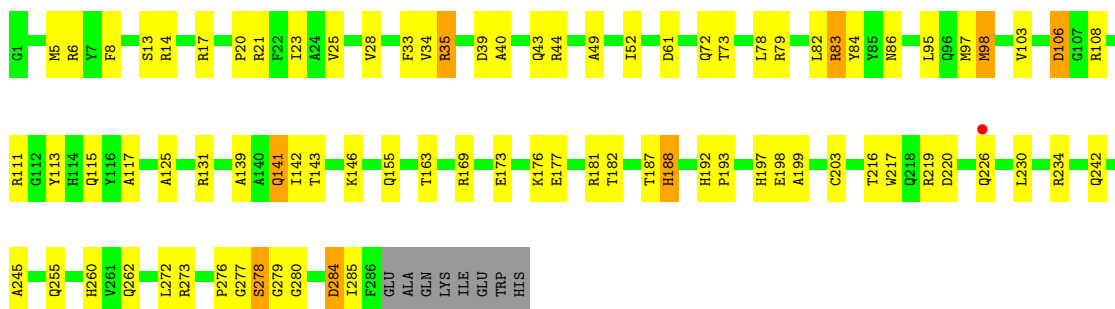 G1 M5 R6 Y7 F8 S13 R14 R17 P20 R21 F22 I23 A24 V25 V28 F33 V34 R35 D39 A40 Q43 R44 A49 I52 D61 Q72 T73 L78 R79 L82 R83 Y84 Y85 N86 L95 Q96 M97 M98 V103 D106 G107 R108
R111 G112 Y113 H114 Q115 Y116 A117 A125 R131 A139 A140 Q141 I142 T143 K146 Q155 T163 R169 E173 K176 E177 R181 T182 T187 H188 H192 P193 H197 E198 A199 C203 T216 W217 Q218 R219 D220 Q226 L230 R234 Q242
A245 Q255 H260 V261 Q262 L272 R273 P276 G277 S278 G279 G280 D284 I285 F286 GLU ALA GLN LYS ILE GLU TRP HIS